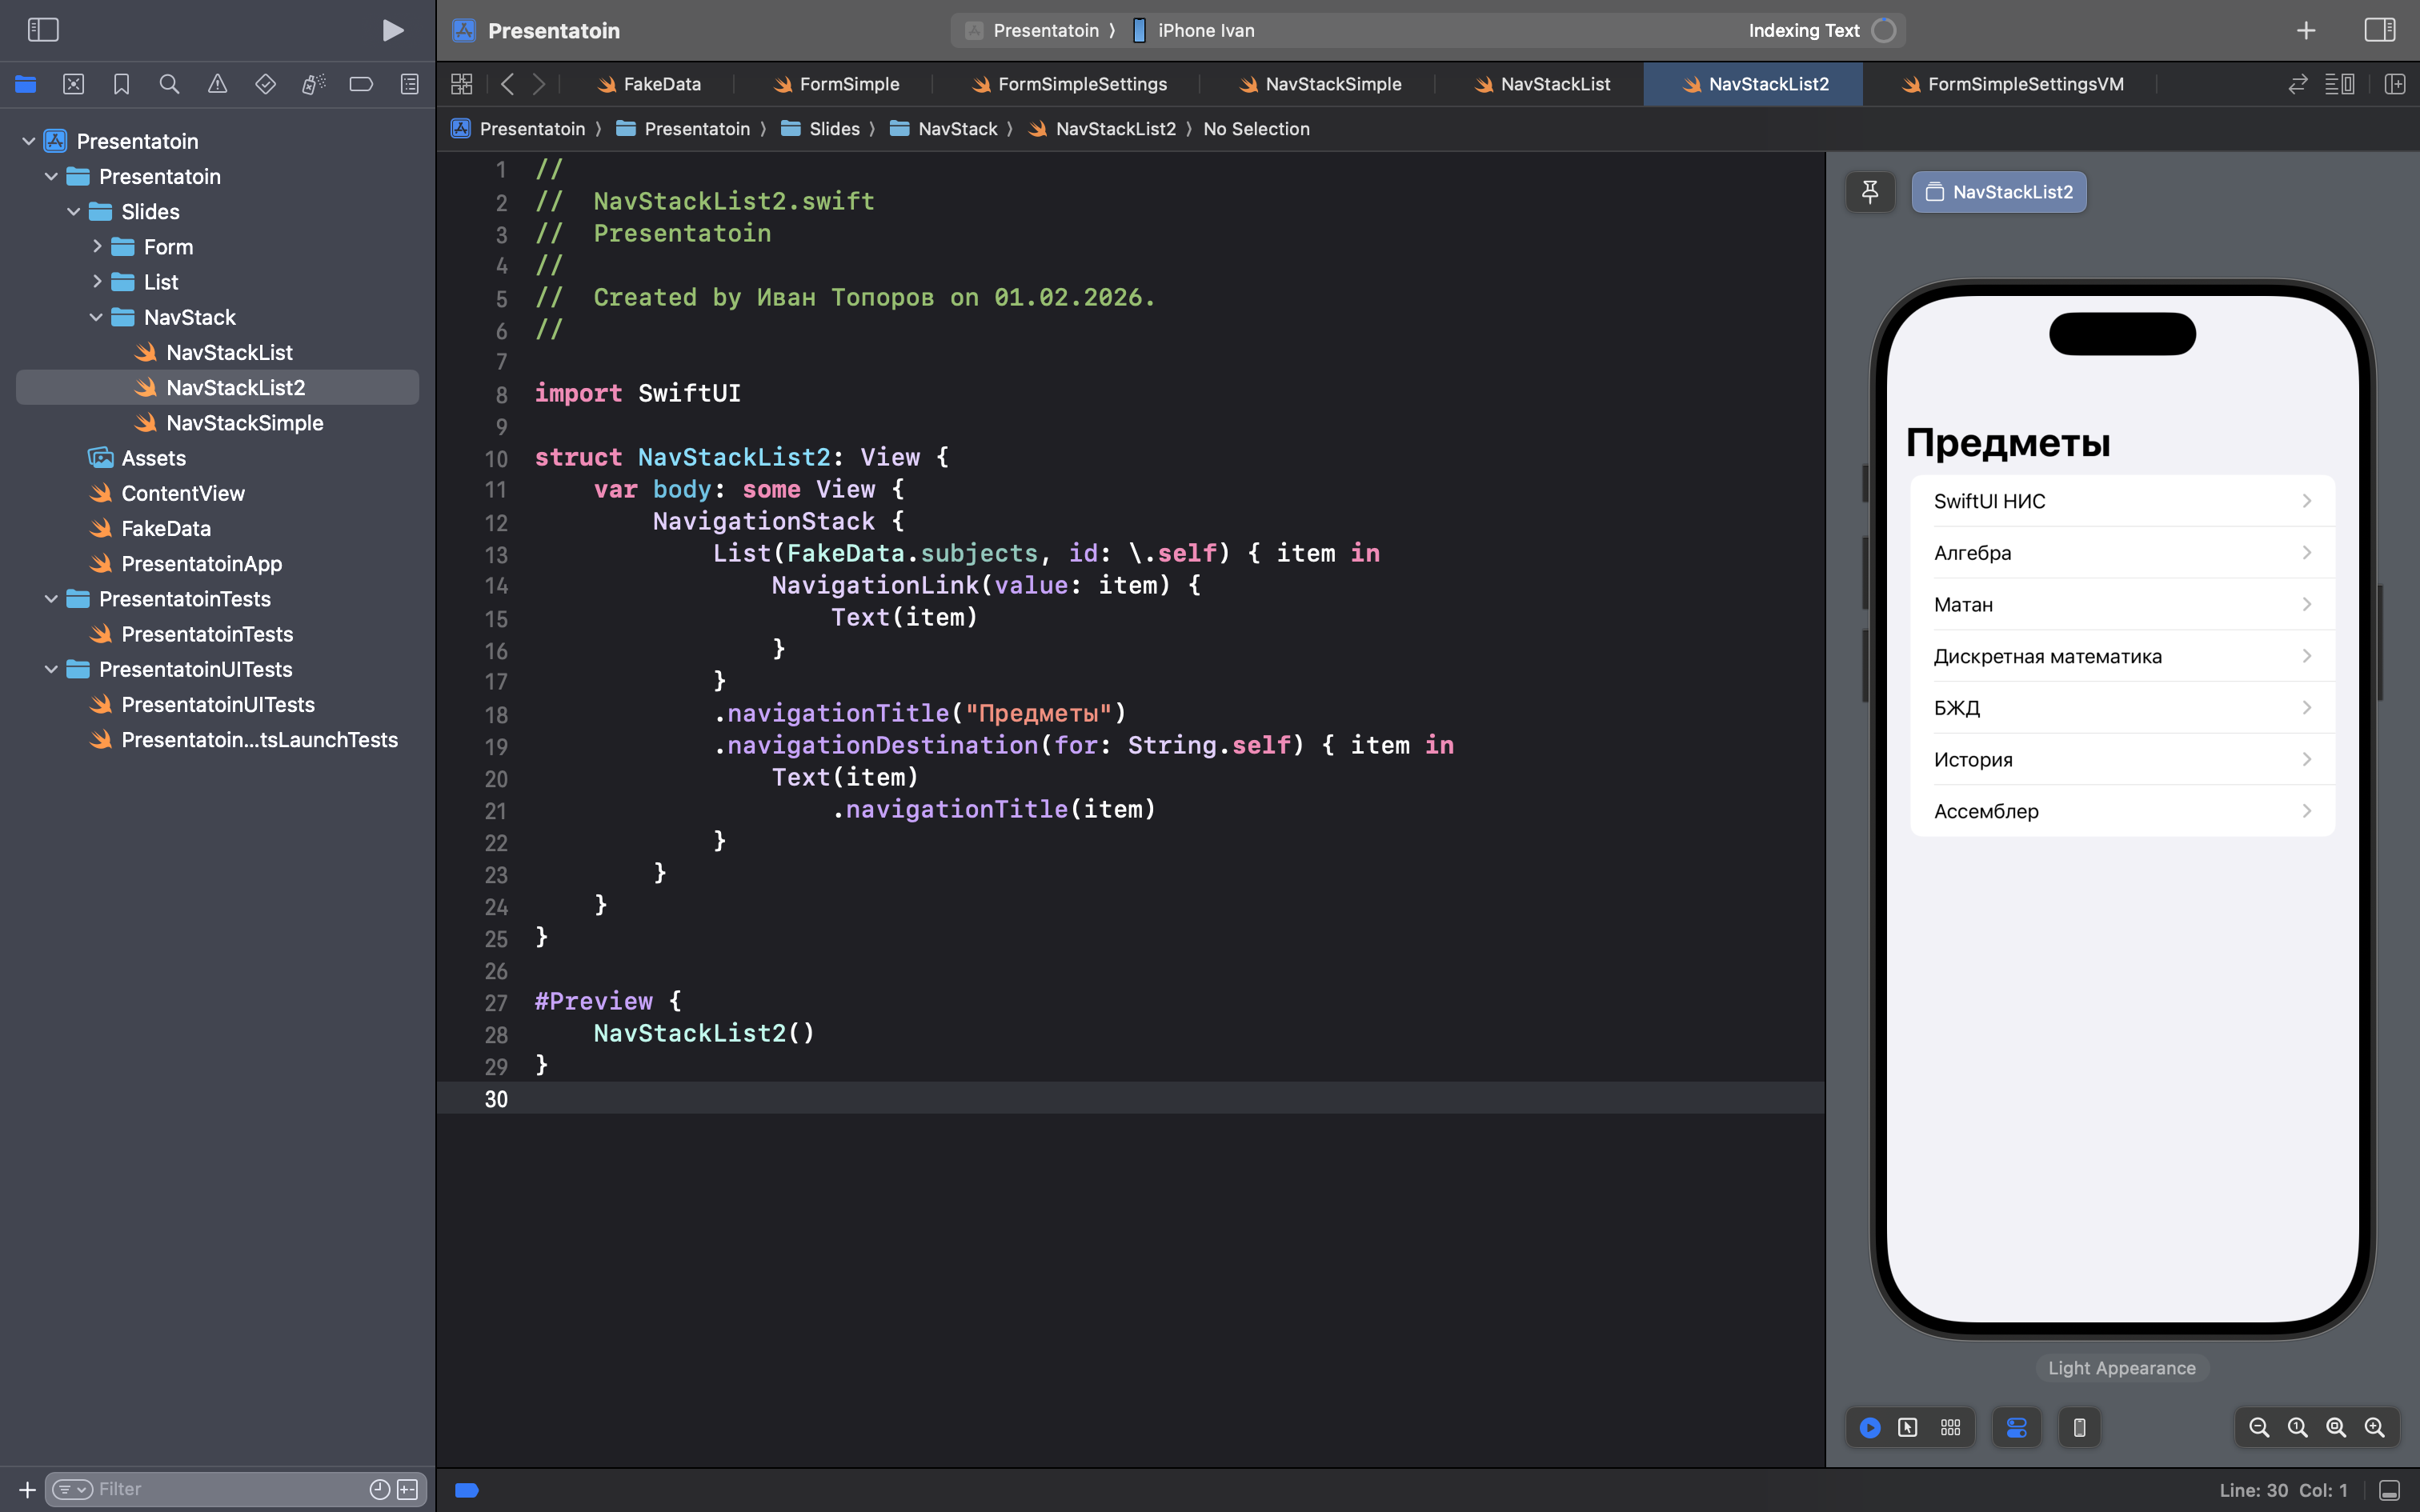 Presentatoin
Presentatoin ⟩ iPhone Ivan
Indexing Text
FakeData
FormSimple
FormSimpleSettings
NavStackSimple
NavStackList
NavStackList2
FormSimpleSettingsVM
Presentatoin ⟩ Presentatoin ⟩ Slides ⟩ NavStack ⟩ NavStackList2 ⟩ No Selection
Presentatoin
Presentatoin
Slides
Form
List
NavStack
NavStackList
NavStackList2
NavStackSimple
Assets
ContentView
FakeData
PresentatoinApp
PresentatoinTests
PresentatoinTests
PresentatoinUITests
PresentatoinUITests
Presentatoin...tsLaunchTests
Filter
1 //
2 //  NavStackList2.swift
3 //  Presentatoin
4 //
5 //  Created by Иван Топоров on 01.02.2026.
6 //
7
8 import SwiftUI
9
10 struct NavStackList2: View {
11     var body: some View {
12         NavigationStack {
13             List(FakeData.subjects, id: \.self) { item in
14                 NavigationLink(value: item) {
15                     Text(item)
16                 }
17             }
18             .navigationTitle("Предметы")
19             .navigationDestination(for: String.self) { item in
20                 Text(item)
21                     .navigationTitle(item)
22             }
23         }
24     }
25 }
26
27 #Preview {
28     NavStackList2()
29 }
30
NavStackList2
Предметы
SwiftUI НИС
Алгебра
Матан
Дискретная математика
БЖД
История
Ассемблер
Light Appearance
Line: 30 Col: 1